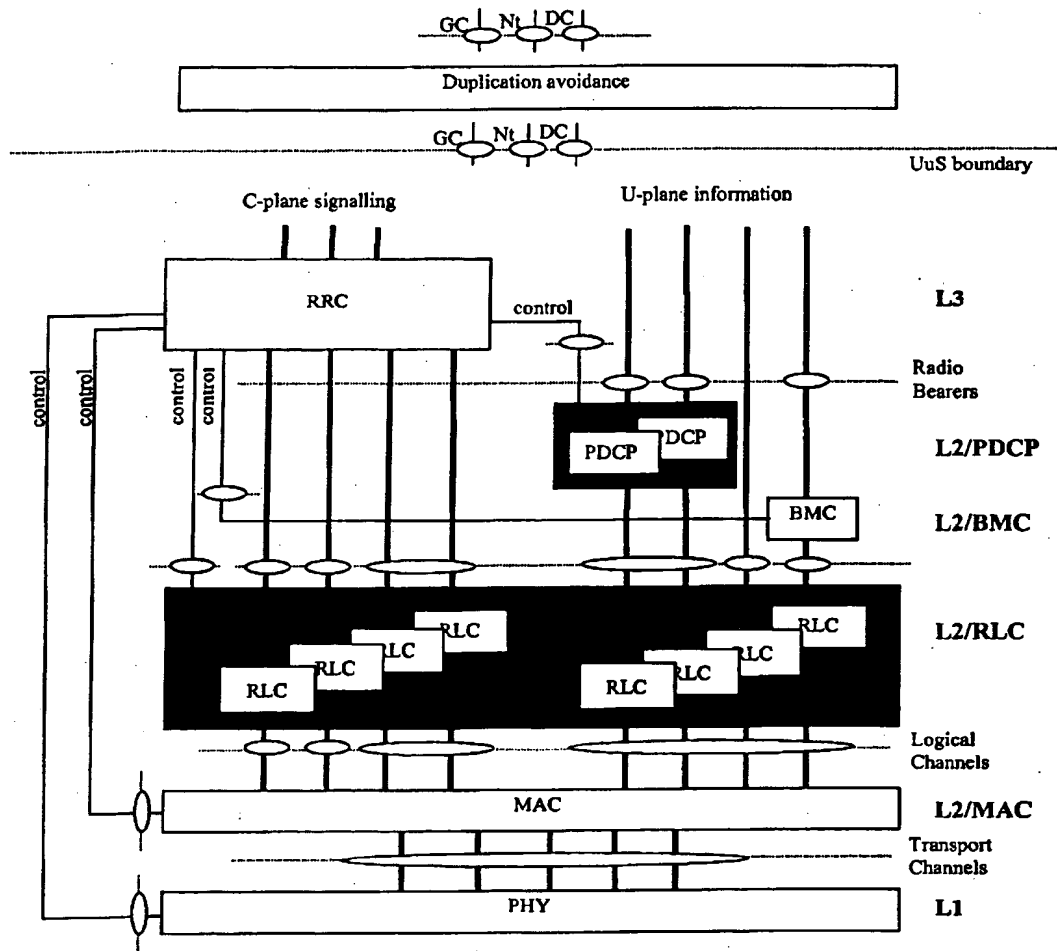 GC Nt DC
Duplication avoidance
GC Nt DC
UuS boundary
C-plane signalling
U-plane information
RRC
L3
control
control
control
control
control
Radio
Bearers
PDCP
PDCP
L2/PDCP
BMC
L2/BMC
RLC
RLC
RLC
RLC
RLC
RLC
RLC
RLC
L2/RLC
Logical
Channels
MAC
L2/MAC
Transport
Channels
PHY
L1